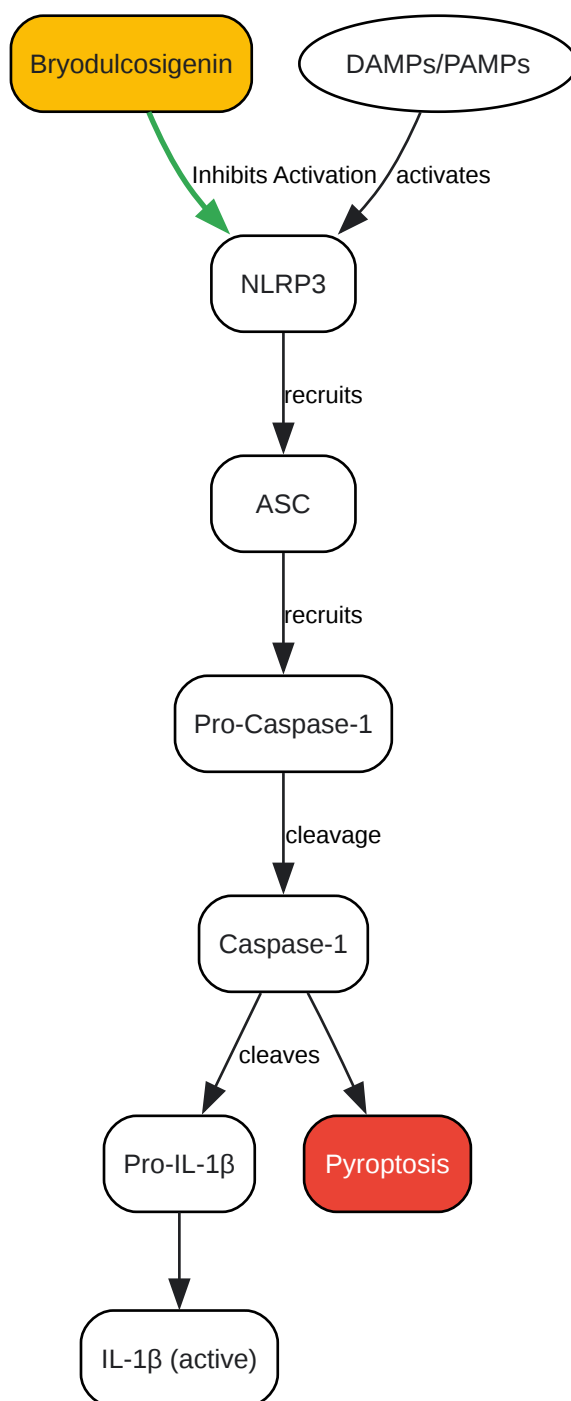 Bryodulcosigenin
DAMPs/PAMPs
Inhibits Activation
activates
NLRP3
recruits
ASC
recruits
Pro-Caspase-1
cleavage
Caspase-1
cleaves
Pro-IL-1β
Pyroptosis
IL-1β (active)